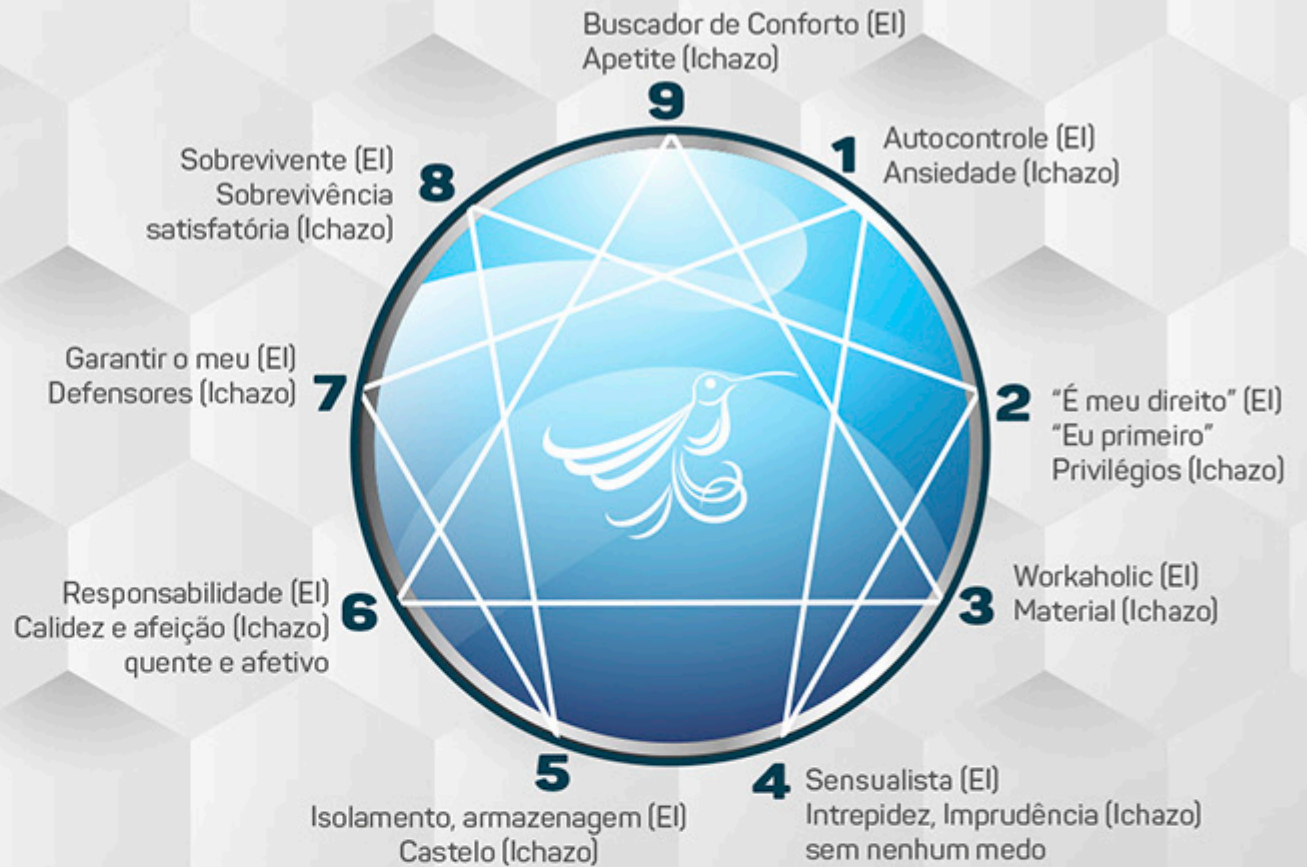 Buscador de Conforto (EI)
Apetite (Ichazo)
9
Autocontrole (EI)
Ansiedade (Ichazo)
1
"É meu direito" (EI)
"Eu primeiro"
Privilégios (Ichazo)
2
Workaholic (EI)
Material (Ichazo)
3
Sensualista (EI)
Intrepidez, Imprudência (Ichazo)
sem nenhum medo
4
5
Isolamento, armazenagem (EI)
Castelo (Ichazo)
Responsabilidade (EI)
Calidez e afeição (Ichazo)
quente e afetivo
6
Garantir o meu (EI)
Defensores (Ichazo)
7
Sobrevivente (EI)
Sobrevivência
satisfatória (Ichazo)
8